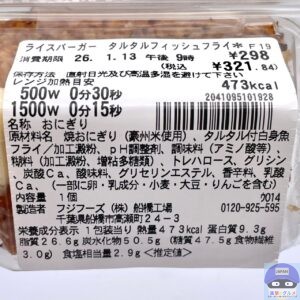 ライスバーガー タルタルフィッシュフライ※ F19
消費期限 26. 1.13 午後 9時
¥298
(税込 ¥321.84)
保存方法 直射日光及び高温多湿を避けて下さい
レンジ加熱目安
473kcal
500W 0分30秒
1500W 0分15秒
2041095101928
名称 おにぎり
原材料名 焼おにぎり(豪州米使用)、タルタル付白身魚
フライ/加工澱粉、pH調整剤、調味料(アミノ酸等)、
糊料(加工澱粉、増粘多糖類)、トレハロース、グリシン
、炭酸Ca、酸味料、グリセリンエステル、香辛料、乳酸
Ca、(一部に卵・乳成分・小麦・大豆・りんごを含む)
内容量 1個
2014
製造者 フジフーズ(株) 船橋工場
0120-925-595
千葉県船橋市高瀬町24-3
栄養成分表示 1包装当り 熱量473kcal 蛋白質9.3g
脂質26.6g 炭水化物50.5g (糖質47.5g 食物繊維
3.0g) 食塩相当量2.9g <推定値>